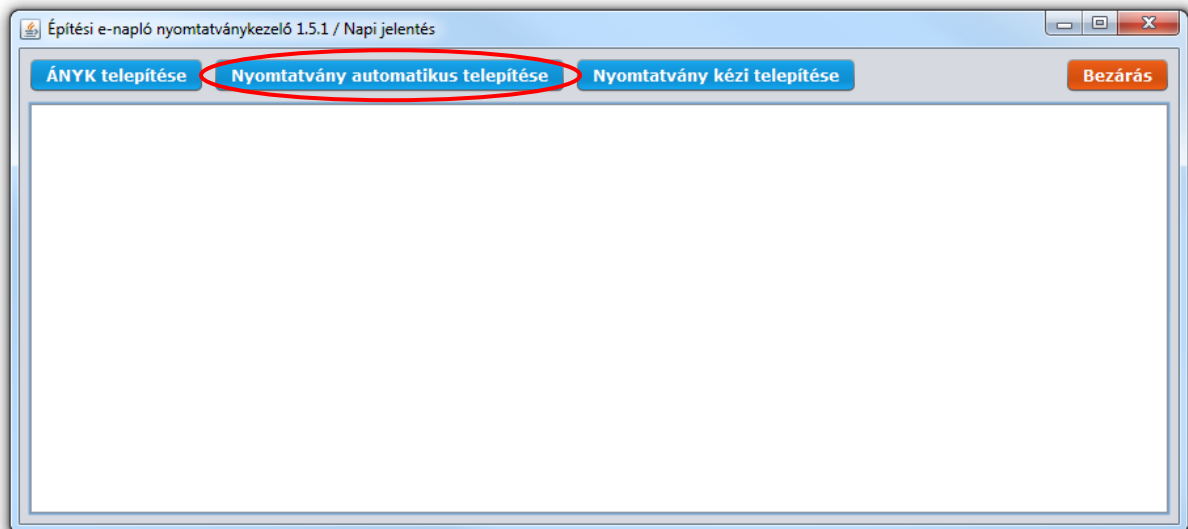 Építési e-napló nyomtatványkezelő 1.5.1 / Napi jelentés
ÁNYK telepítése Nyomtatvány automatikus telepítése Nyomtatvány kézi telepítése Bezárás